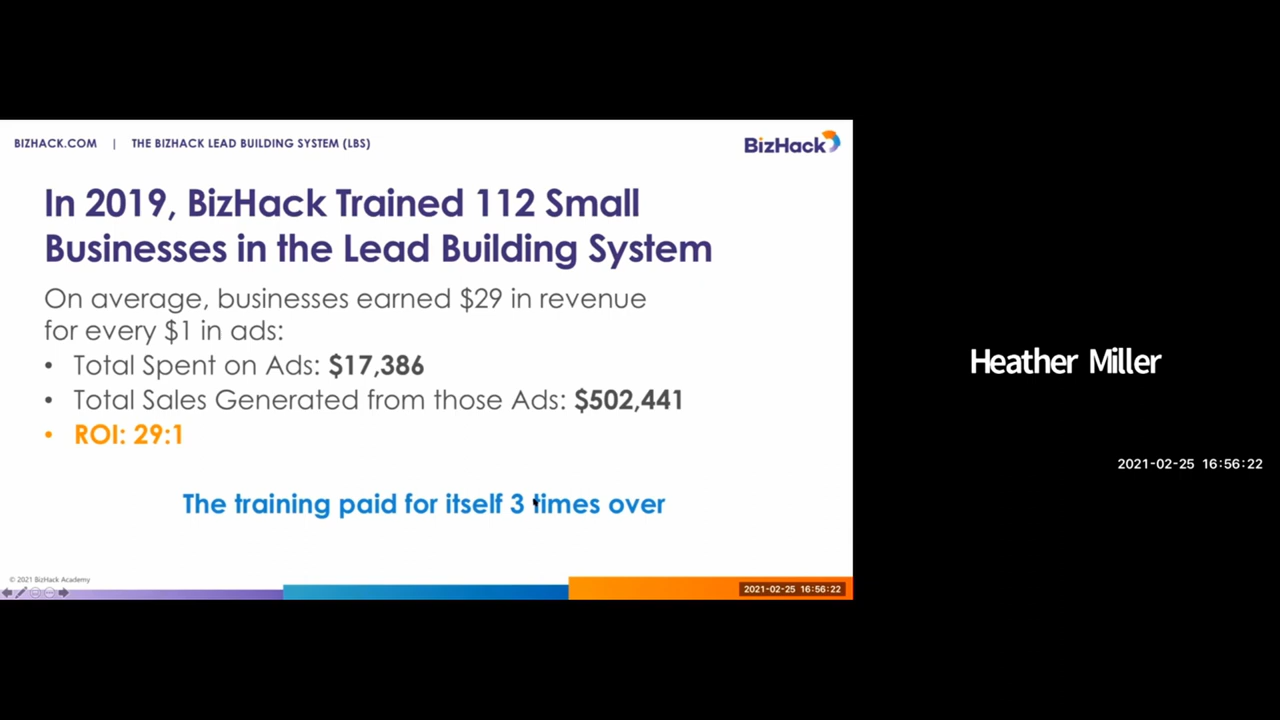 BIZHACK.COM | THE BIZHACK LEAD BUILDING SYSTEM (LBS)
BizHack
In 2019, BizHack Trained 112 Small
Businesses in the Lead Building System
On average, businesses earned $29 in revenue
for every $1 in ads:
• Total Spent on Ads: $17,386
• Total Sales Generated from those Ads: $502,441
• ROI: 29:1
The training paid for itself 3 times over
© 2021 BizHack Academy
2021-02-25 16:56:22
Heather Miller
2021-02-25 16:56:22